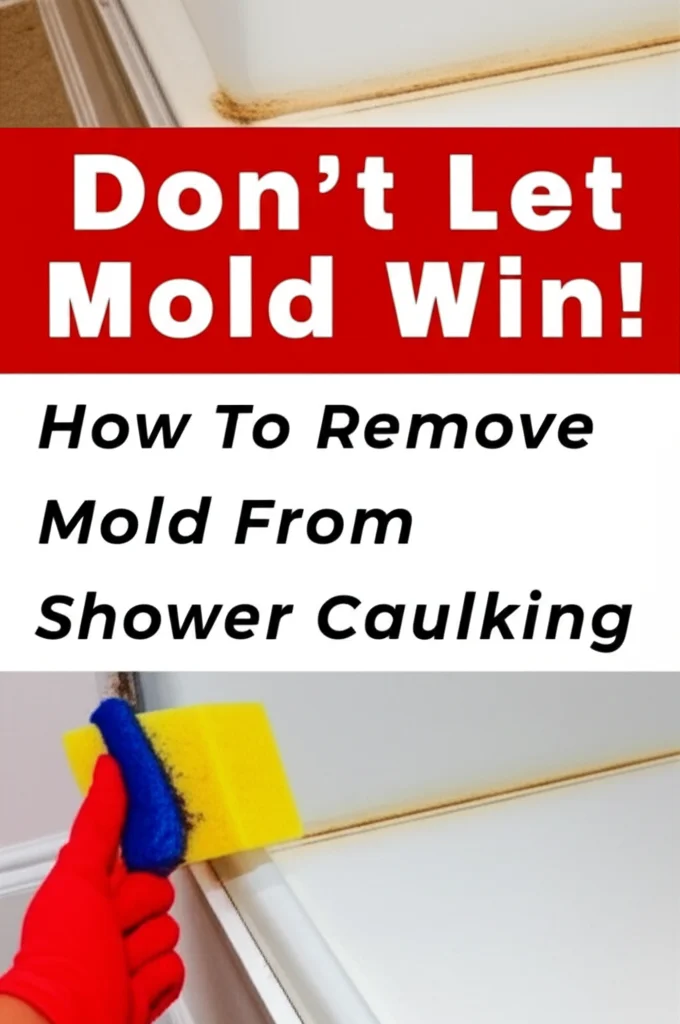 Don’t Let
Mold Win!
How To Remove
Mold From
Shower Caulking